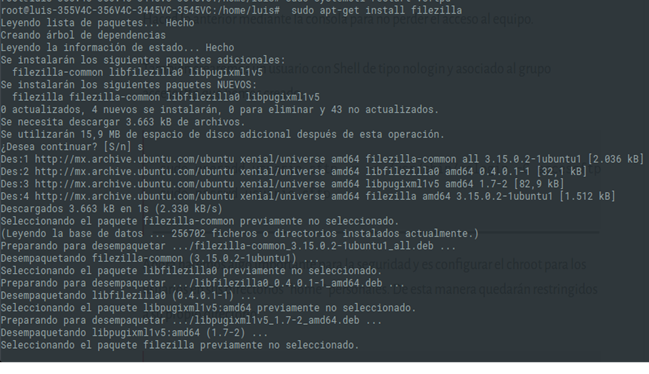 root@luis-355V4C-356V4C-3445VC-3545VC:/home/luis# sudo apt-get install filezilla
Leyendo lista de paquetes... Hecho
Creando árbol de dependencias
Leyendo la información de estado... Hecho
Se instalarán los siguientes paquetes adicionales:
filezilla-common libfilezilla0 libpugixml1v5
Se instalarán los siguientes paquetes NUEVOS:
filezilla filezilla-common libfilezilla0 libpugixml1v5
0 actualizados, 4 nuevos se instalarán, 0 para eliminar y 43 no actualizados.
Se necesita descargar 3.663 kB de archivos.
Se utilizarán 15,9 MB de espacio de disco adicional después de esta operación.
¿Desea continuar? [S/n] s
Des:1 http://mx.archive.ubuntu.com/ubuntu xenial/universe amd64 filezilla-common all 3.15.0.2-1ubuntu1 [2.036 kB]
Des:2 http://mx.archive.ubuntu.com/ubuntu xenial/universe amd64 libfilezilla0 amd64 0.4.0.1-1 [32,1 kB]
Des:3 http://mx.archive.ubuntu.com/ubuntu xenial/universe amd64 libpugixml1v5 amd64 1.7-2 [82,9 kB]
Des:4 http://mx.archive.ubuntu.com/ubuntu xenial/universe amd64 filezilla amd64 3.15.0.2-1ubuntu1 [1.512 kB]
Descargados 3.663 kB en 1s (2.330 kB/s)
Seleccionando el paquete filezilla-common previamente no seleccionado.
(Leyendo la base de datos ... 256702 ficheros o directorios instalados actualmente.)
Preparando para desempaquetar .../filezilla-common_3.15.0.2-1ubuntu1_all.deb ...
Desempaquetando filezilla-common (3.15.0.2-1ubuntu1) ...
Seleccionando el paquete libfilezilla0 previamente no seleccionado.
Preparando para desempaquetar .../libfilezilla0_0.4.0.1-1_amd64.deb ...
Desempaquetando libfilezilla0 (0.4.0.1-1) ...
Seleccionando el paquete libpugixml1v5:amd64 previamente no seleccionado.
Preparando para desempaquetar .../libpugixml1v5_1.7-2_amd64.deb ...
Desempaquetando libpugixml1v5:amd64 (1.7-2) ...
Seleccionando el paquete filezilla previamente no seleccionado.